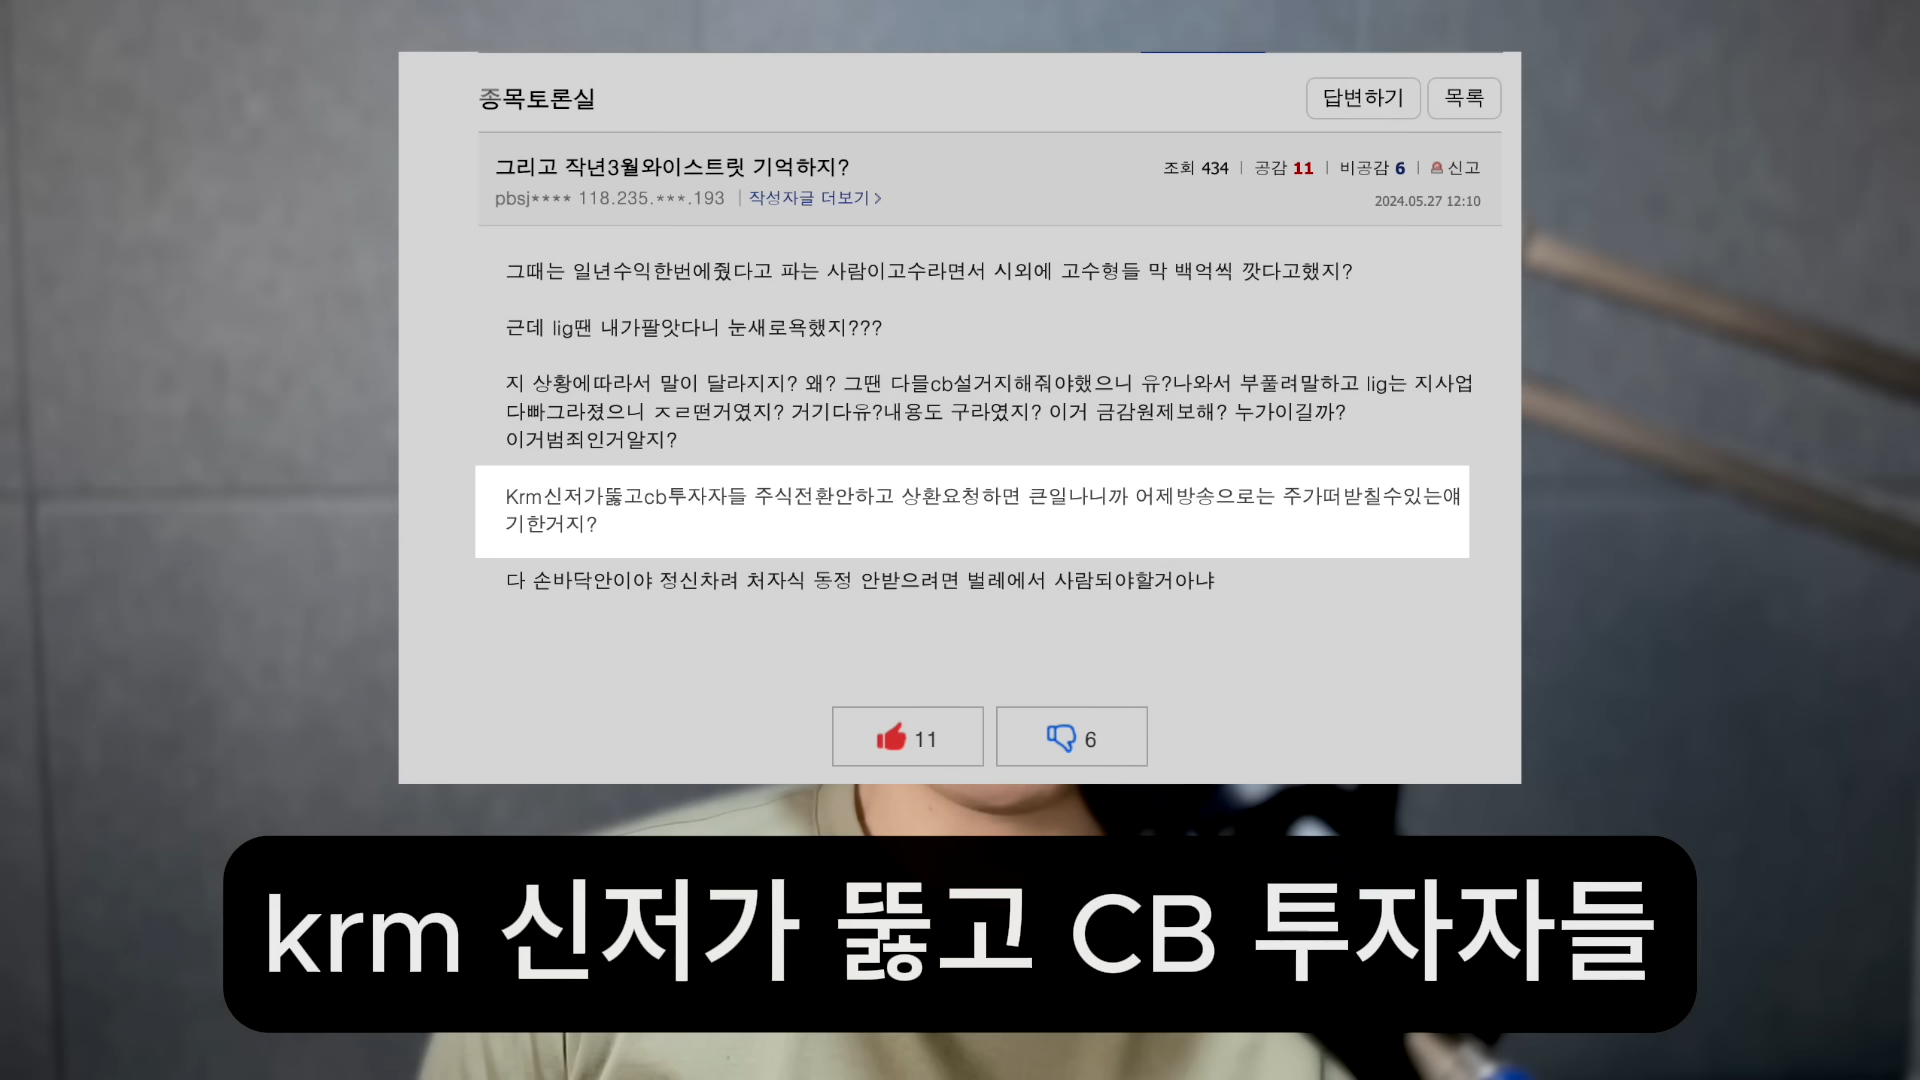 종목토론실
답변하기
목록
그리고 작년3월와이스트릿 기억하지?
조회 434 | 공감 11 | 비공감 6 | 신고
pbsj**** 118.235.***.193 | 작성자글 더보기 >
2024.05.27 12:10
그때는 일년수익한번에줬다고 파는 사람이고수라면서 시외에 고수형들 막 백억씩 깟다고했지?
근데 lig땐 내가팔앗다니 눈새로욕했지???
지 상황에따라서 말이 달라지지? 왜? 그땐 다믈cb설거지해줘야했으니 유?나와서 부풀려말하고 lig는 지사업
다빠그라졌으니 ㅈㄹ떤거였지? 거기다유?내용도 구라였지? 이거 금감원제보해? 누가이길까?
이거범죄인거알지?
Krm신저가뚫고cb투자자들 주식전환안하고 상환요청하면 큰일나니까 어제방송으로는 주가떠받칠수있는얘
기한거지?
다 손바닥안이야 정신차려 처자식 동정 안받으려면 벌레에서 사람되야할거아냐
11
6
krm 신저가 뚫고 CB 투자자들